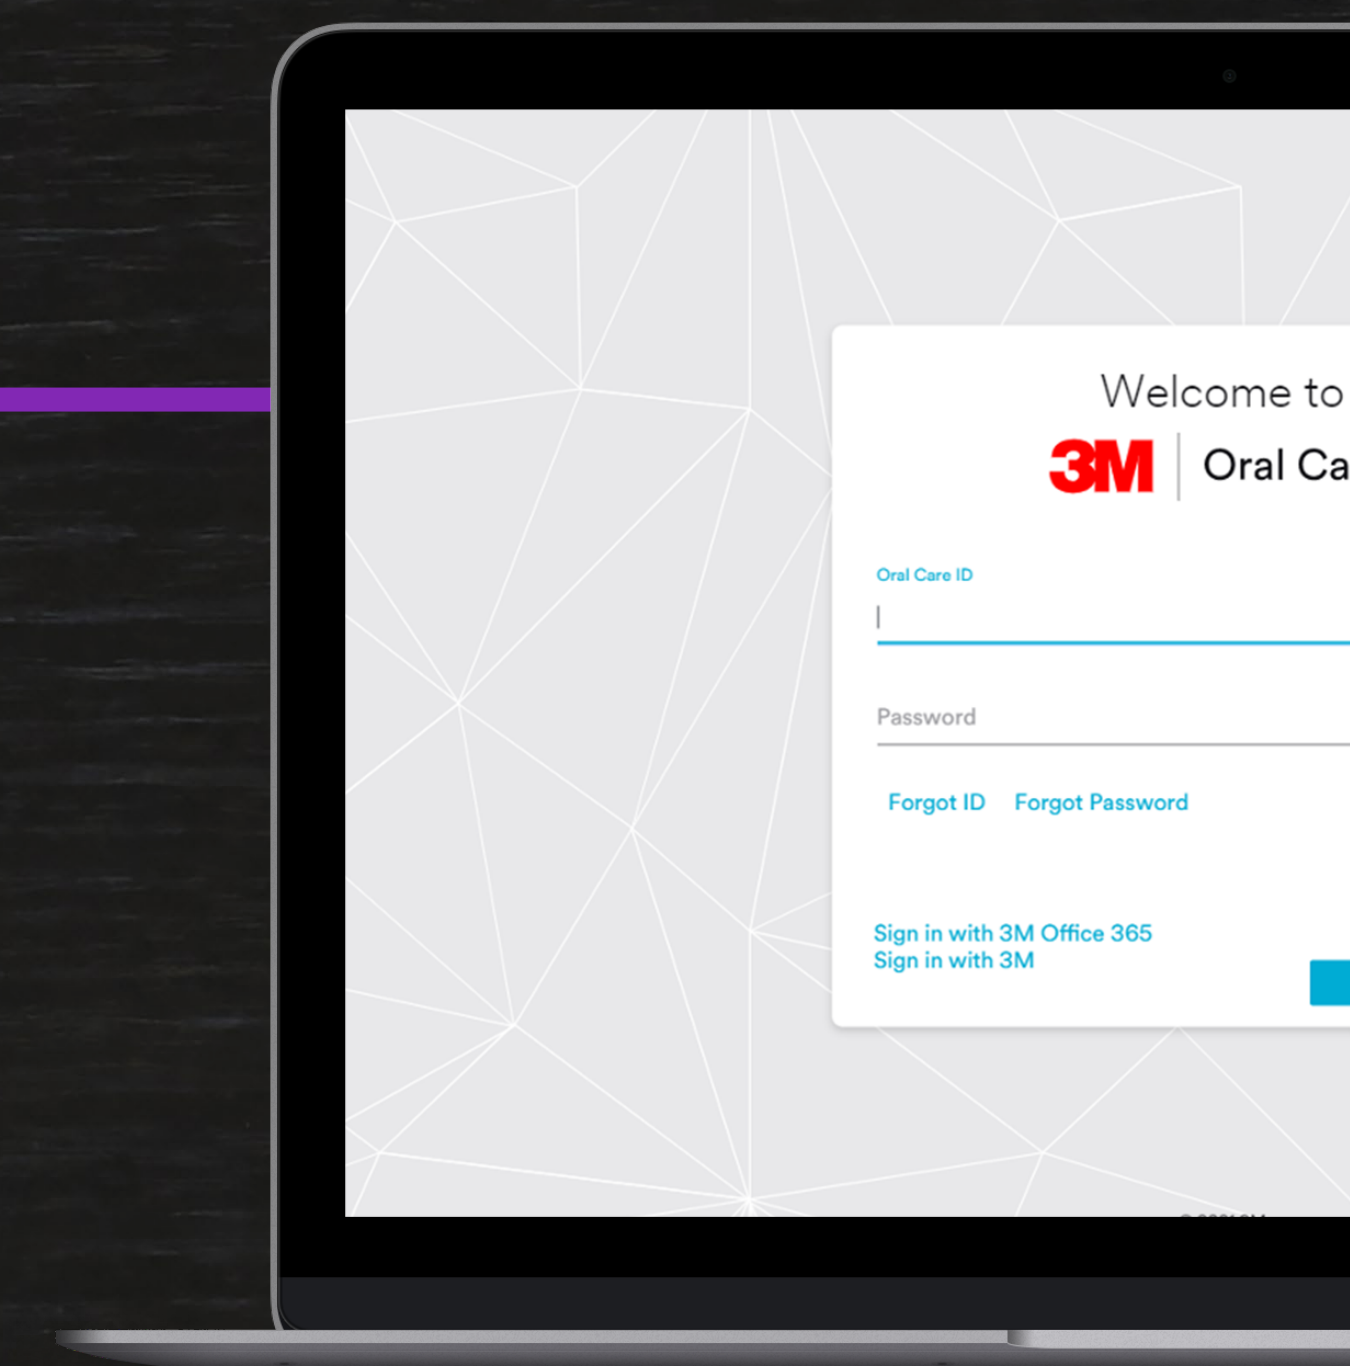 Welcome to
3M | Oral Ca
Oral Care ID
Password
Forgot ID Forgot Password
Sign in with 3M Office 365
Sign in with 3M